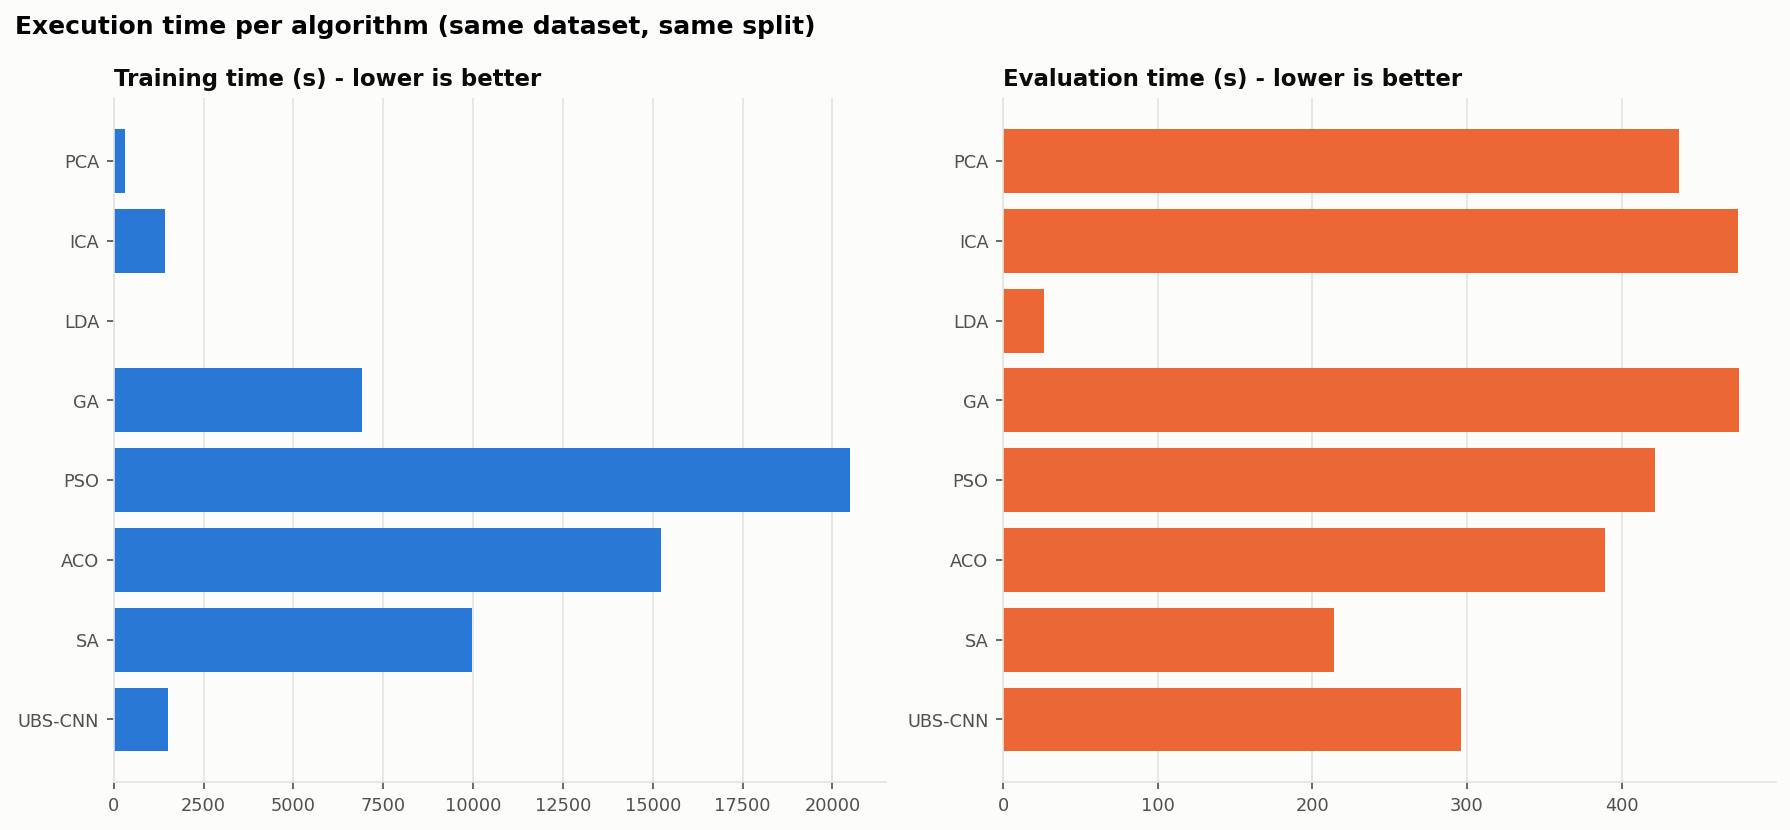 Execution time per algorithm (same dataset, same split)
Training time (s) - lower is better
PCA
ICA
LDA
GA
PSO
ACO
SA
UBS-CNN
0 2500 5000 7500 10000 12500 15000 17500 20000
Evaluation time (s) - lower is better
PCA
ICA
LDA
GA
PSO
ACO
SA
UBS-CNN
0 100 200 300 400